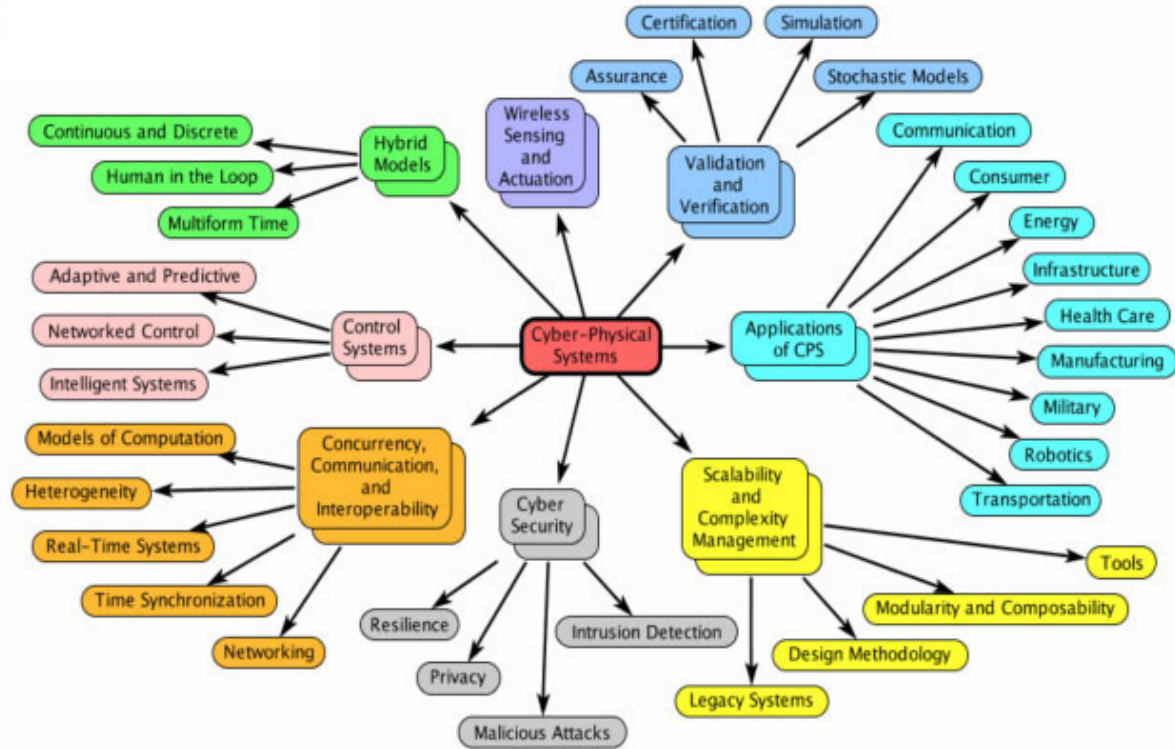 Certification
Simulation
Assurance
Stochastic Models
Wireless
Sensing
and
Actuation
Validation
and
Verification
Continuous and Discrete
Human in the Loop
Multiform Time
Hybrid
Models
Communication
Consumer
Energy
Infrastructure
Health Care
Manufacturing
Military
Robotics
Transportation
Applications
of CPS
Cyber-Physical
Systems
Adaptive and Predictive
Networked Control
Intelligent Systems
Control
Systems
Models of Computation
Heterogeneity
Real-Time Systems
Time Synchronization
Networking
Concurrency,
Communication,
and
Interoperability
Cyber
Security
Resilience
Privacy
Malicious Attacks
Intrusion Detection
Scalability
and
Complexity
Management
Tools
Modularity and Composability
Design Methodology
Legacy Systems